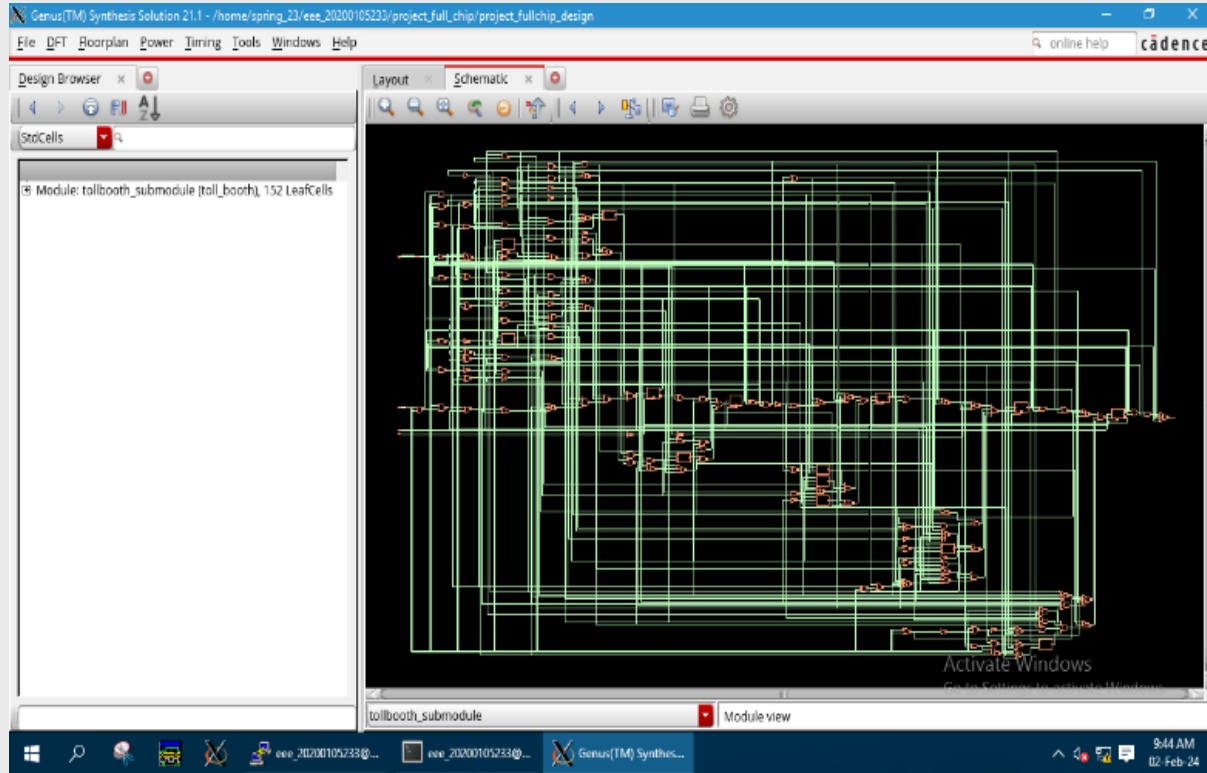 Genus(TM) Synthesis Solution 21.1 - /home/spring_23/eee_20200105233/project_full_chip/project_fullchip_design
File DFT Floorplan Power Timing Tools Windows Help
online help
cādence
Design Browser
Layout
Schematic
StdCells
Module: tollbooth_submodule (toll_booth), 152 LeafCells
Activate Windows
Go to Settings to activate Windows.
tollbooth_submodule
Module view
eee_20200105233@...
eee_20200105233@...
Genus(TM) Synthes...
9:44 AM
02-Feb-24